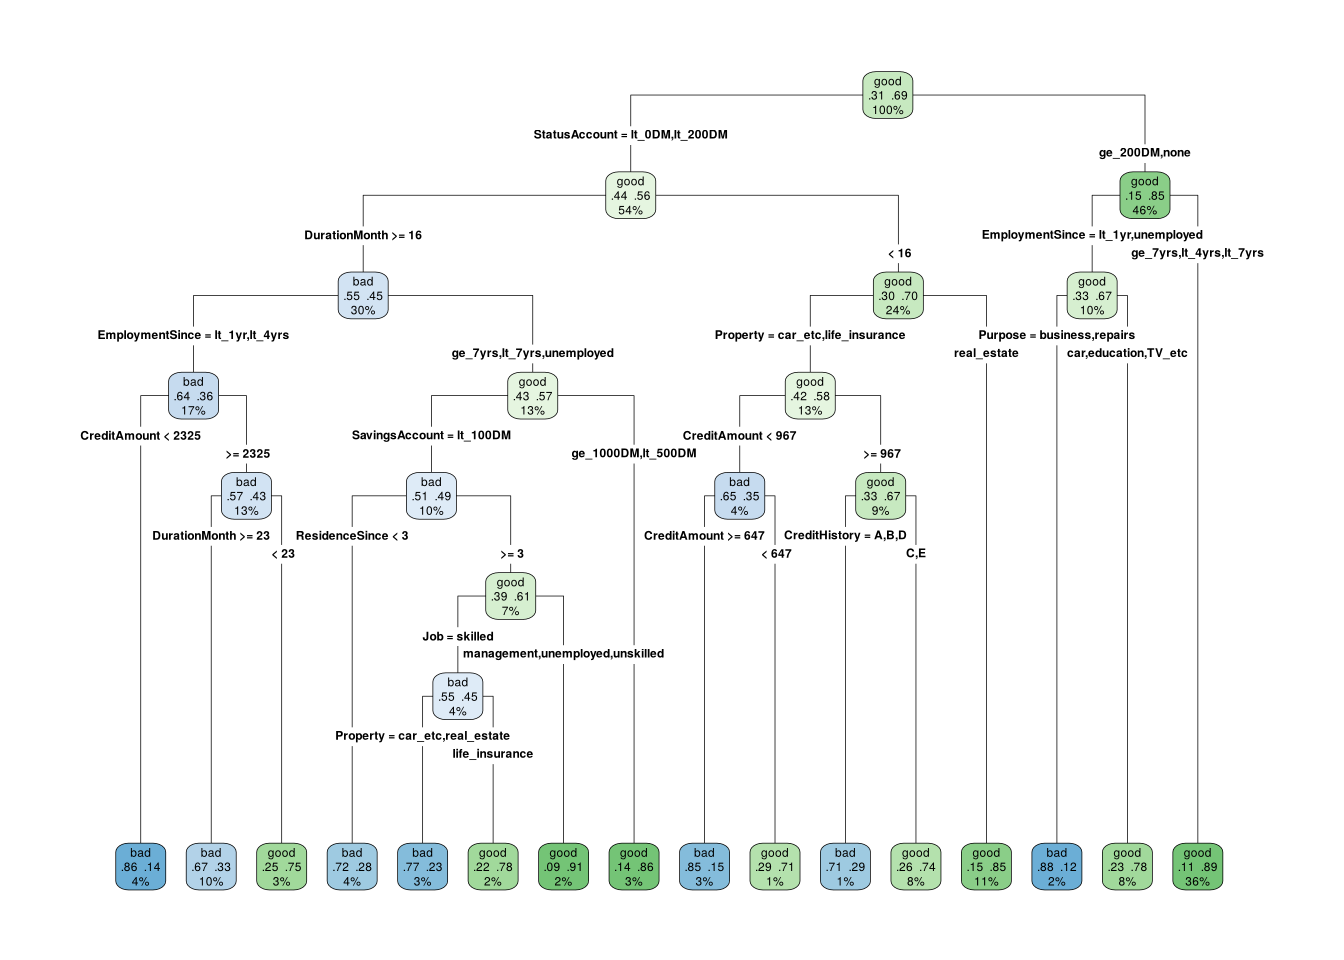 good
.31 .69
100%
StatusAccount = lt_0DM,lt_200DM
ge_200DM,none
good
.44 .56
54%
good
.15 .85
46%
DurationMonth >= 16
< 16
EmploymentSince = lt_1yr,unemployed
ge_7yrs,lt_4yrs,lt_7yrs
bad
.55 .45
30%
good
.30 .70
24%
good
.33 .67
10%
EmploymentSince = lt_1yr,lt_4yrs
ge_7yrs,lt_7yrs,unemployed
Property = car_etc,life_insurance
real_estate
Purpose = business,repairs
car,education,TV_etc
bad
.64 .36
17%
good
.43 .57
13%
good
.42 .58
13%
CreditAmount < 2325
>= 2325
SavingsAccount = lt_100DM
ge_1000DM,lt_500DM
CreditAmount < 967
>= 967
bad
.57 .43
13%
bad
.51 .49
10%
bad
.65 .35
4%
good
.33 .67
9%
DurationMonth >= 23
< 23
ResidenceSince < 3
>= 3
CreditAmount >= 647
< 647
CreditHistory = A,B,D
C,E
good
.39 .61
7%
Job = skilled
management,unemployed,unskilled
bad
.55 .45
4%
Property = car_etc,real_estate
life_insurance
bad
.86 .14
4%
bad
.67 .33
10%
good
.25 .75
3%
bad
.72 .28
4%
bad
.77 .23
3%
good
.22 .78
2%
good
.09 .91
2%
good
.14 .86
3%
bad
.85 .15
3%
good
.29 .71
1%
bad
.71 .29
1%
good
.26 .74
8%
good
.15 .85
11%
bad
.88 .12
2%
good
.23 .78
8%
good
.11 .89
36%